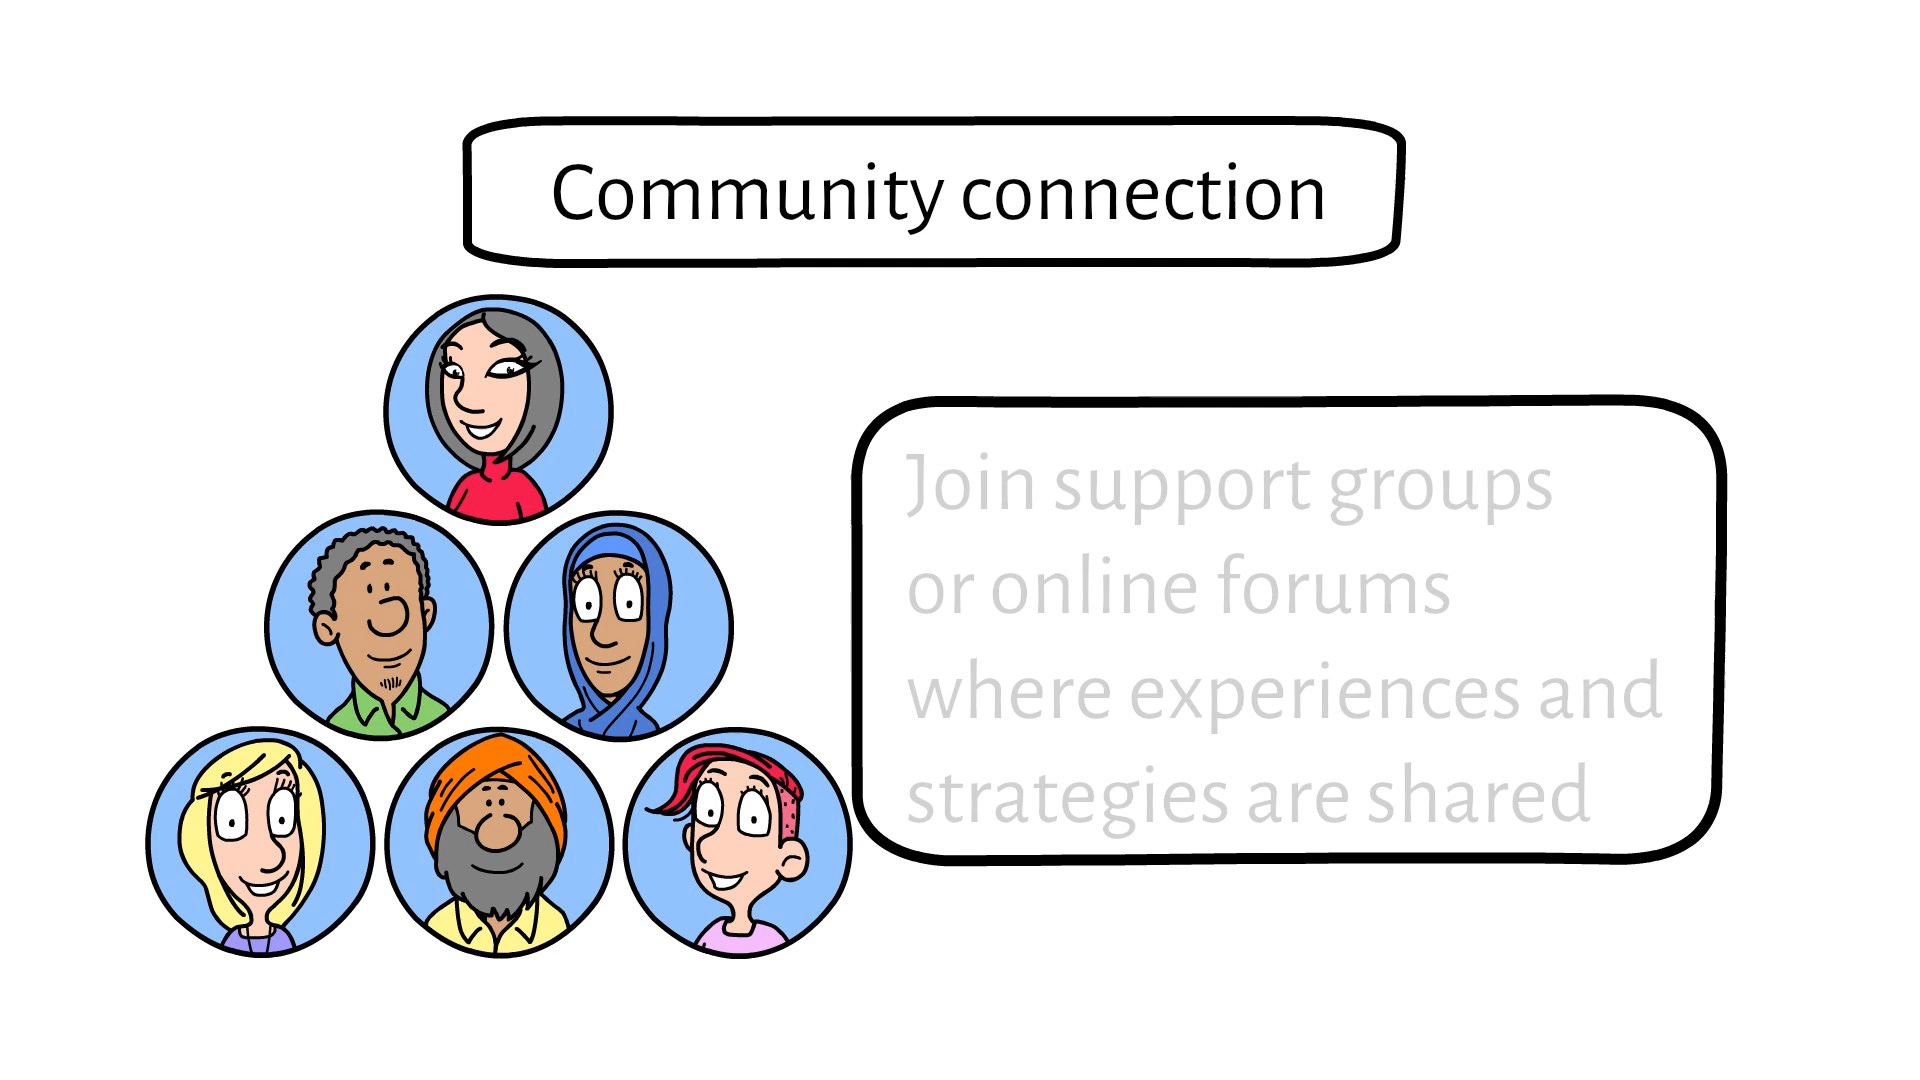 Community connection
Join support groups
or online forums
where experiences and
strategies are shared